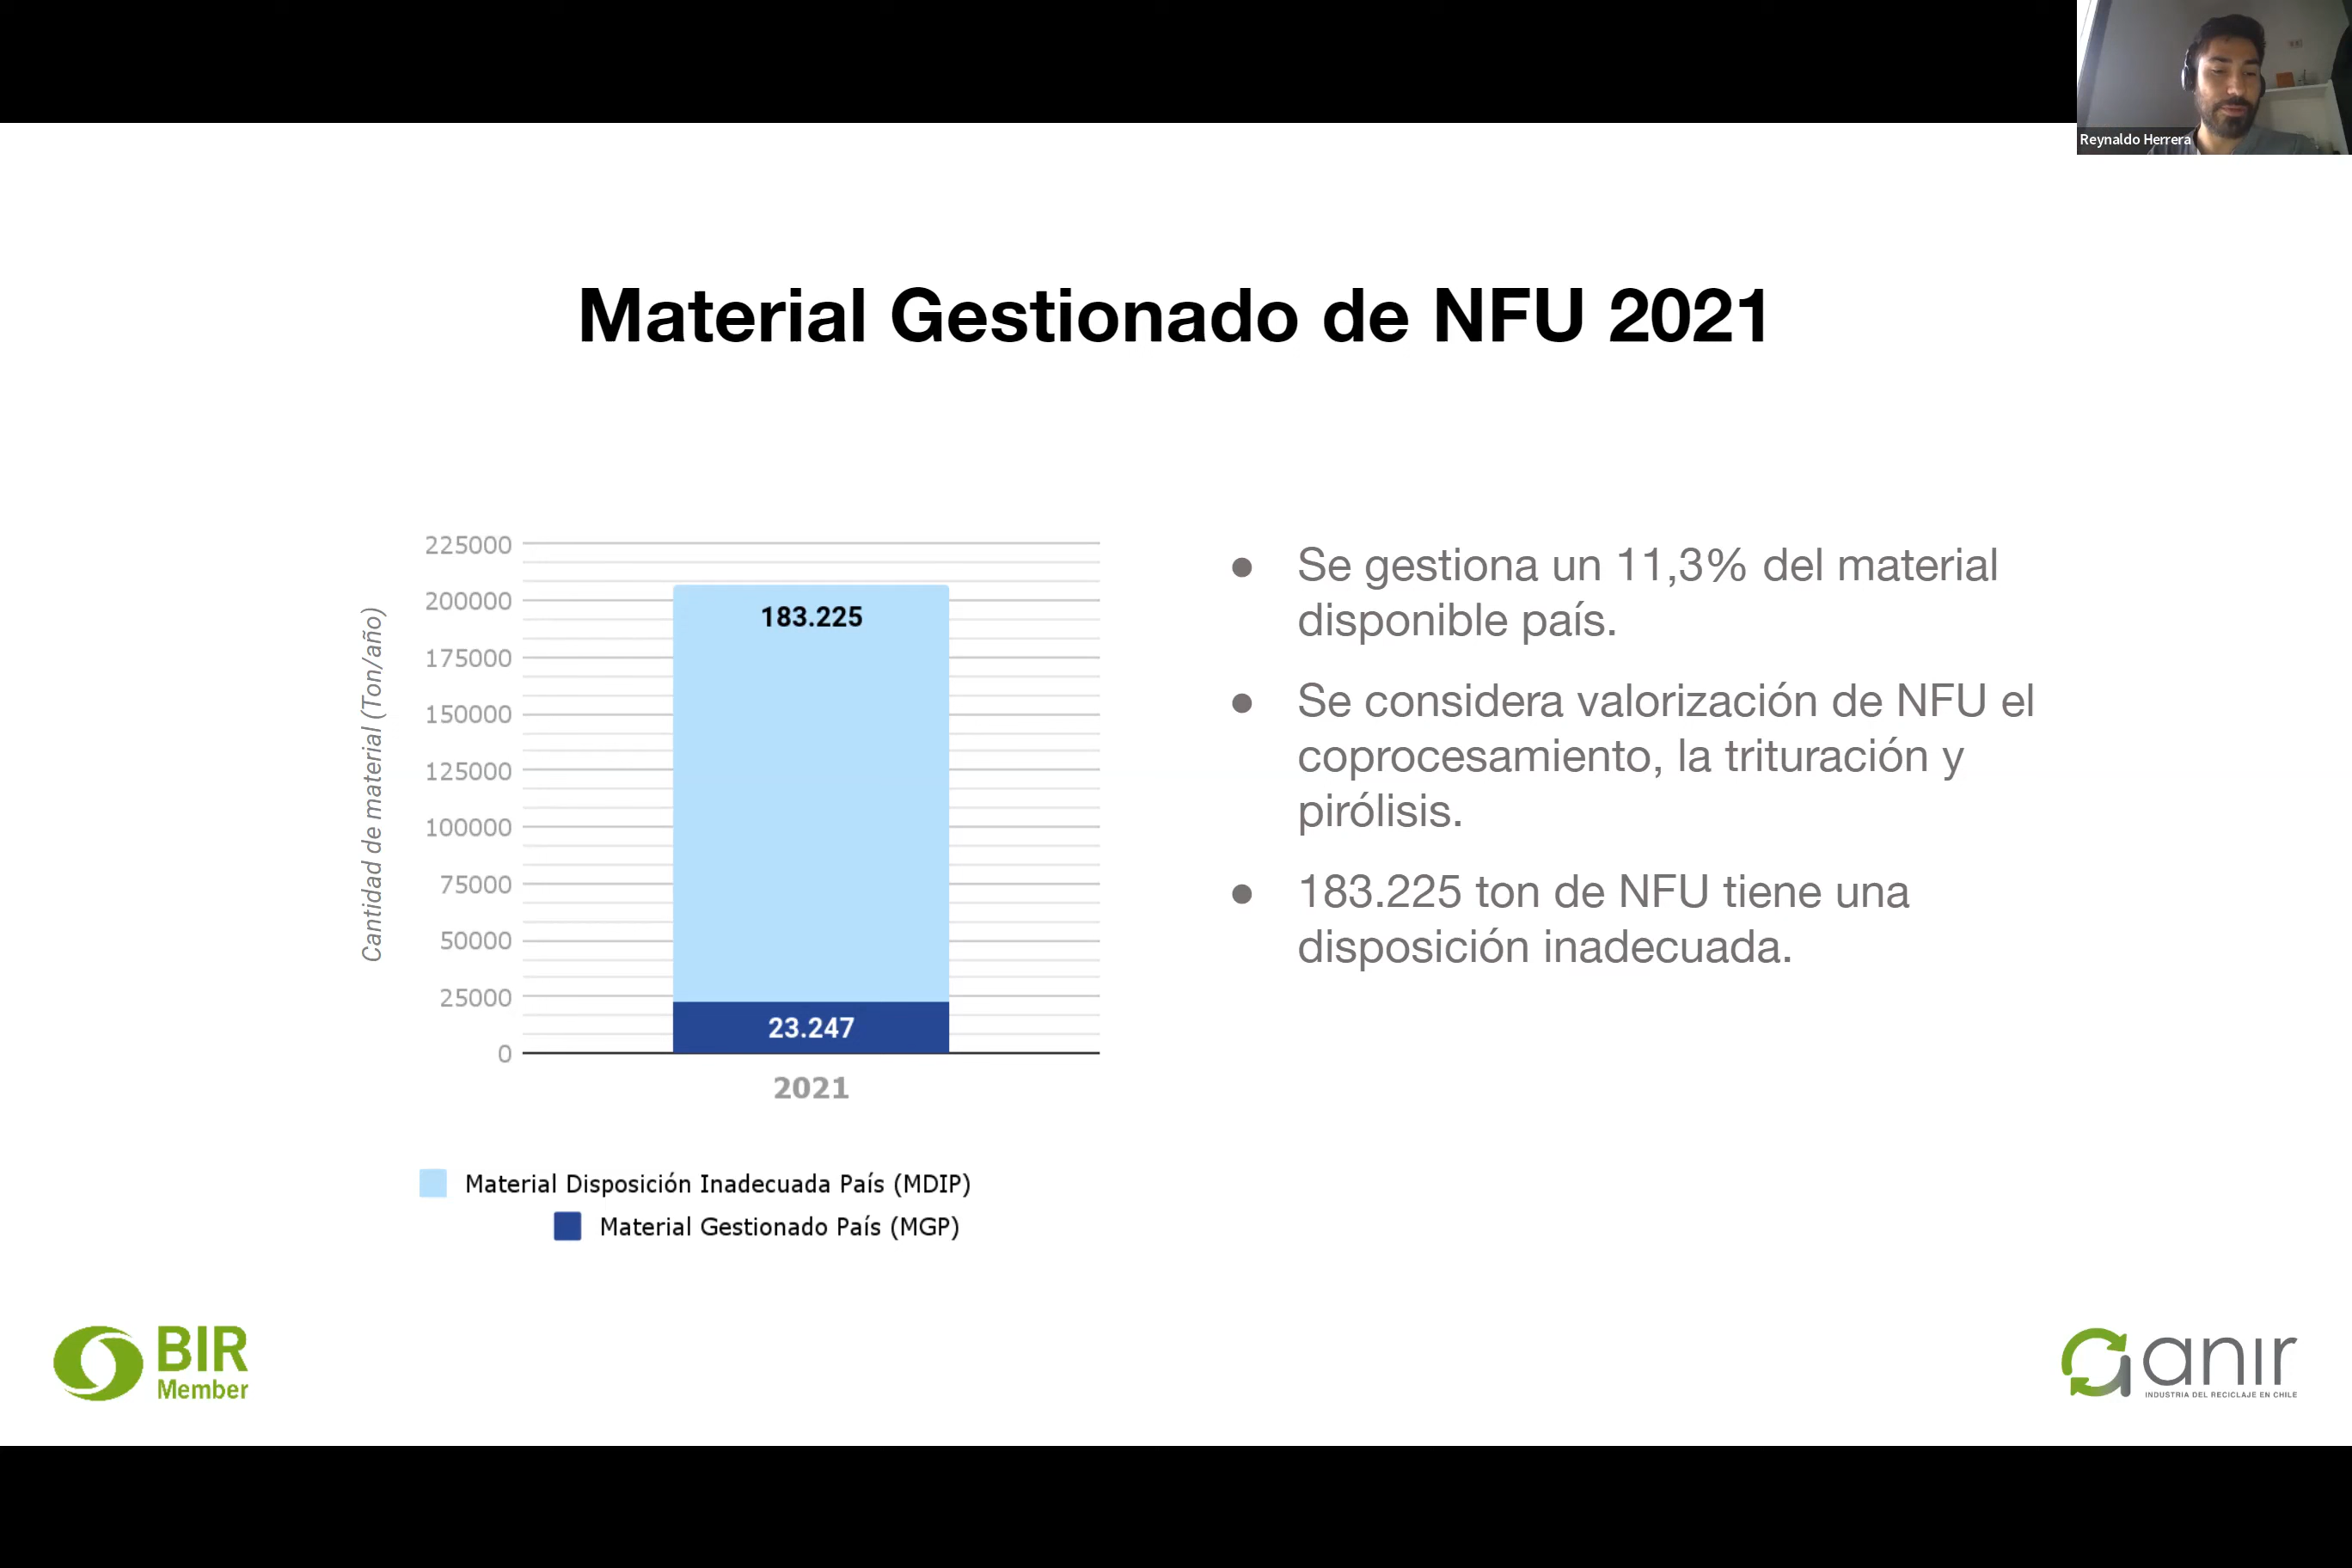 Reynaldo Herrera
Material Gestionado de NFU 2021
Cantidad de material (Ton/año)
225000
200000
175000
150000
125000
100000
75000
50000
25000
0
183.225
23.247
2021
Material Disposición Inadecuada País (MDIP)
Material Gestionado País (MGP)
● Se gestiona un 11,3% del material
disponible país.
● Se considera valorización de NFU el
coprocesamiento, la trituración y
pirólisis.
● 183.225 ton de NFU tiene una
disposición inadecuada.
BIR
Member
anır
INDUSTRIA DEL RECICLAJE EN CHILE